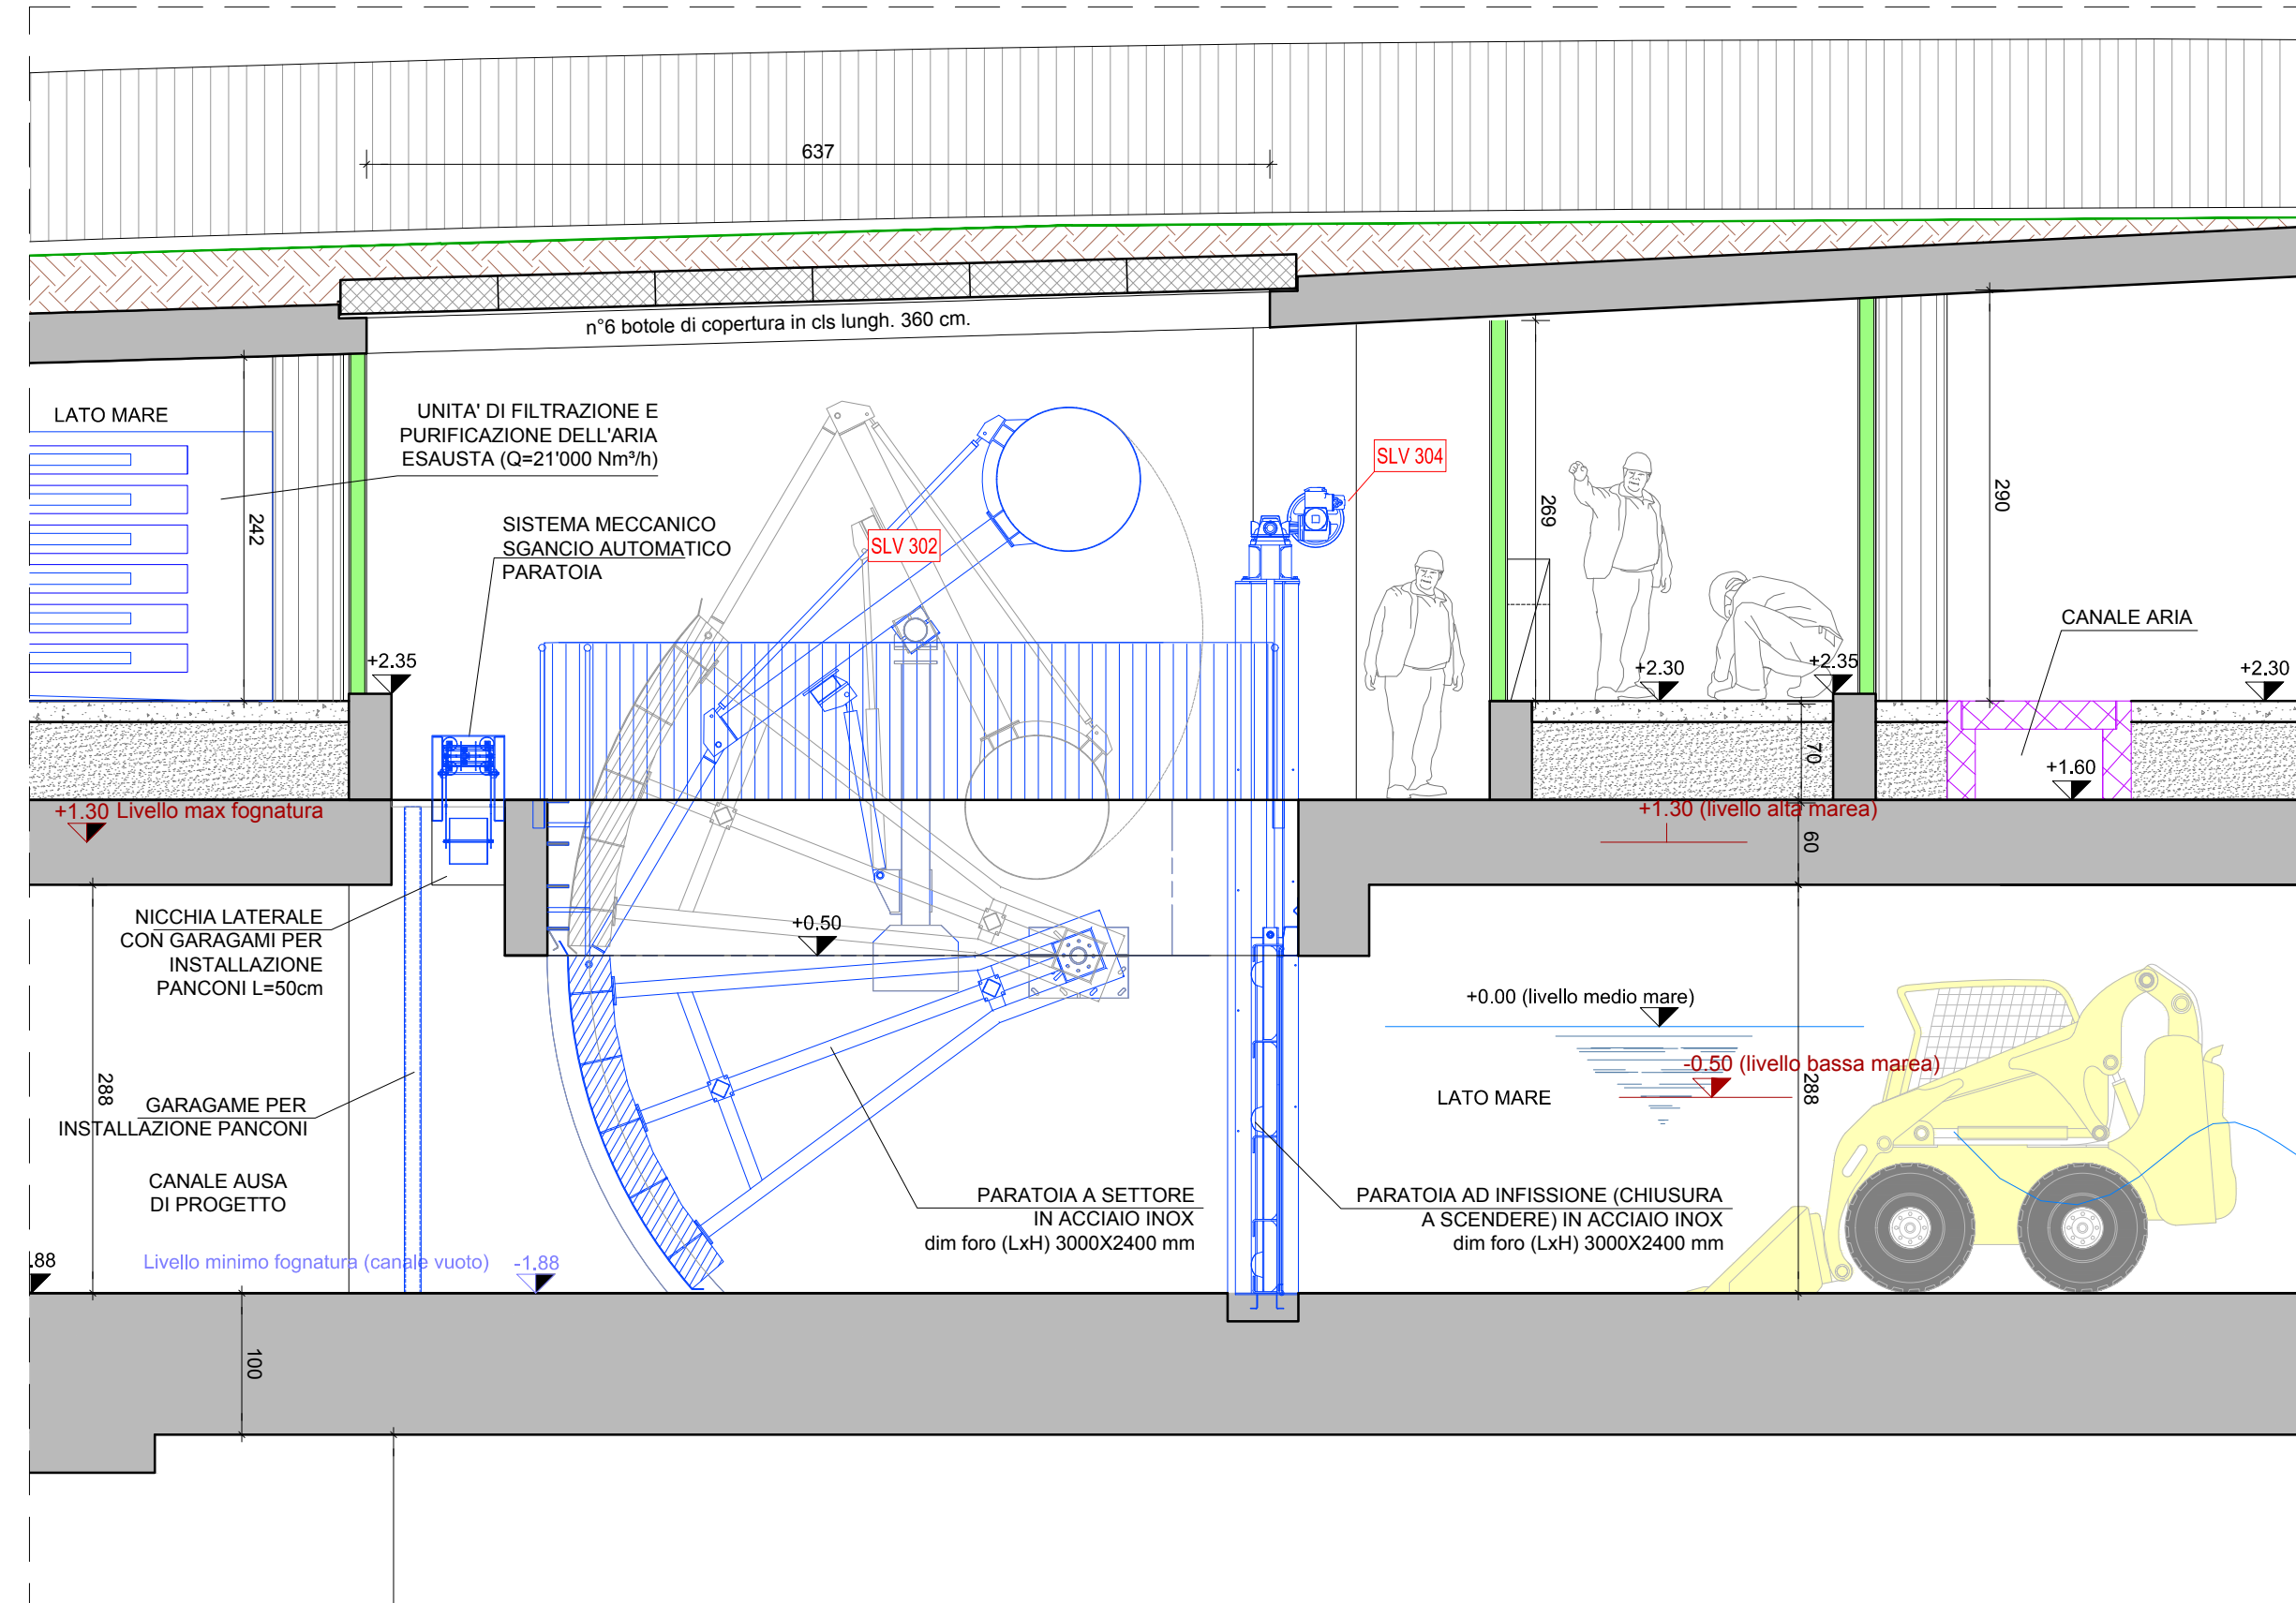 637
n°6 botole di copertura in cls lungh. 360 cm.
LATO MARE
UNITA' DI FILTRAZIONE E
PURIFICAZIONE DELL'ARIA
ESAUSTA (Q=21'000 Nm³/h)
242
SISTEMA MECCANICO
SGANCIO AUTOMATICO
PARATOIA
SLV 302
SLV 304
269
290
CANALE ARIA
+2.35
+2.30
+2.35
+2.30
70
+1.60
+1.30 Livello max fognatura
+1.30 (livello alta marea)
60
NICCHIA LATERALE
CON GARAGAMI PER
INSTALLAZIONE
PANCONI L=50cm
+0.50
+0.00 (livello medio mare)
-0.50 (livello bassa marea)
LATO MARE
288
288
GARAGAME PER
INSTALLAZIONE PANCONI
CANALE AUSA
DI PROGETTO
PARATOIA A SETTORE
IN ACCIAIO INOX
dim foro (LxH) 3000X2400 mm
PARATOIA AD INFISSIONE (CHIUSURA
A SCENDERE) IN ACCIAIO INOX
dim foro (LxH) 3000X2400 mm
.88
Livello minimo fognatura (canale vuoto) -1.88
100